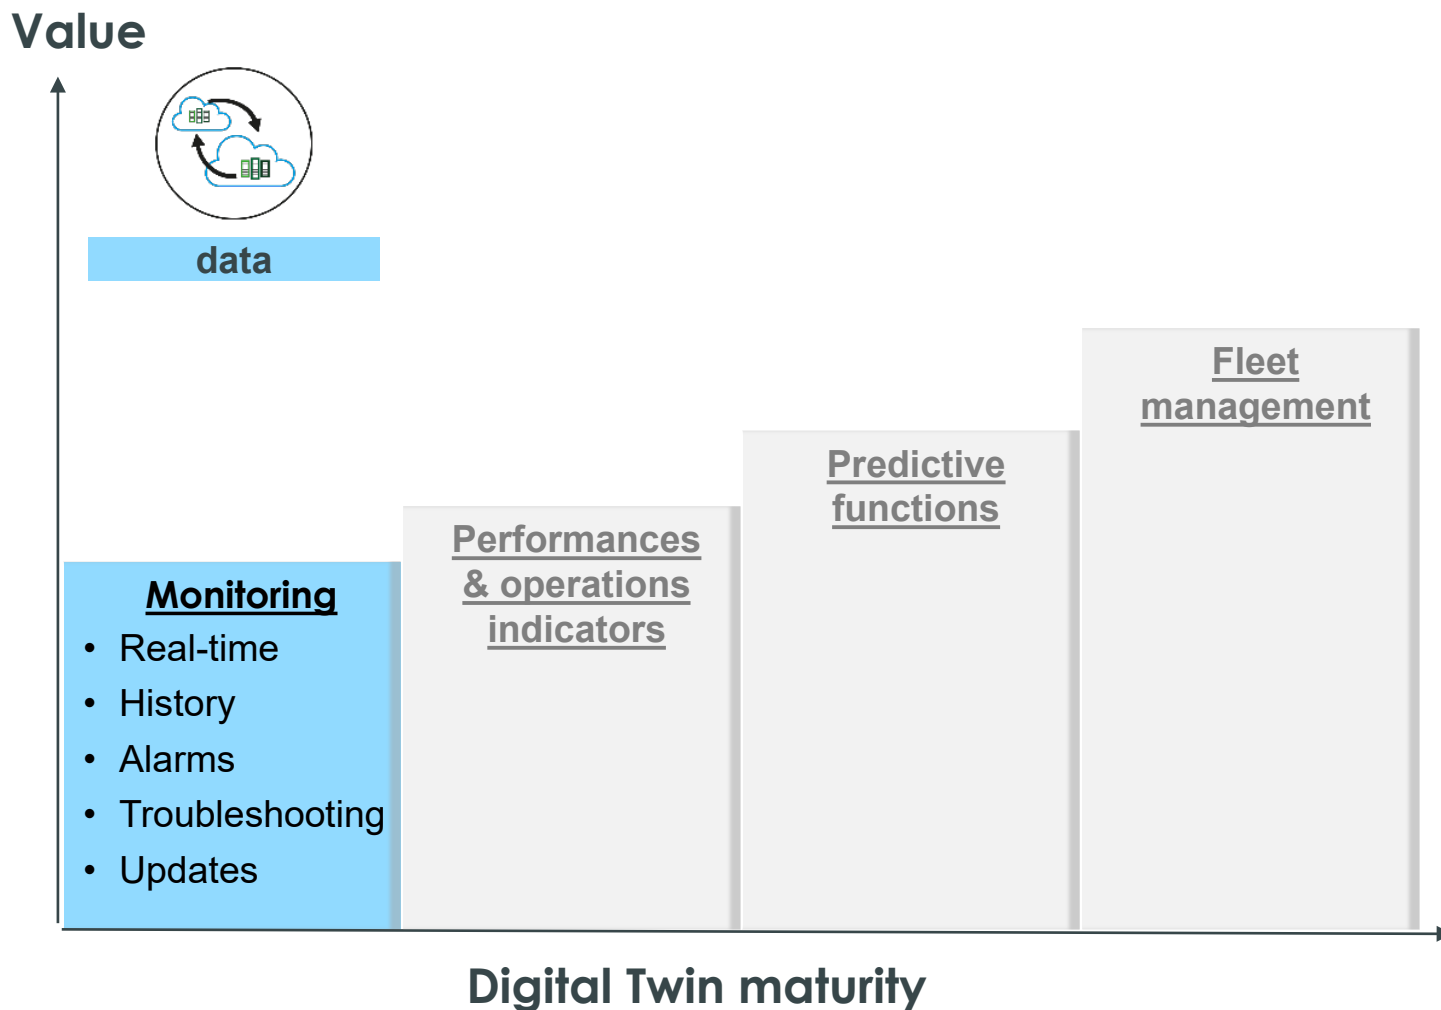 Value
data
Monitoring
• Real-time
• History
• Alarms
• Troubleshooting
• Updates
Performances
& operations
indicators
Predictive
functions
Fleet
management
Digital Twin maturity